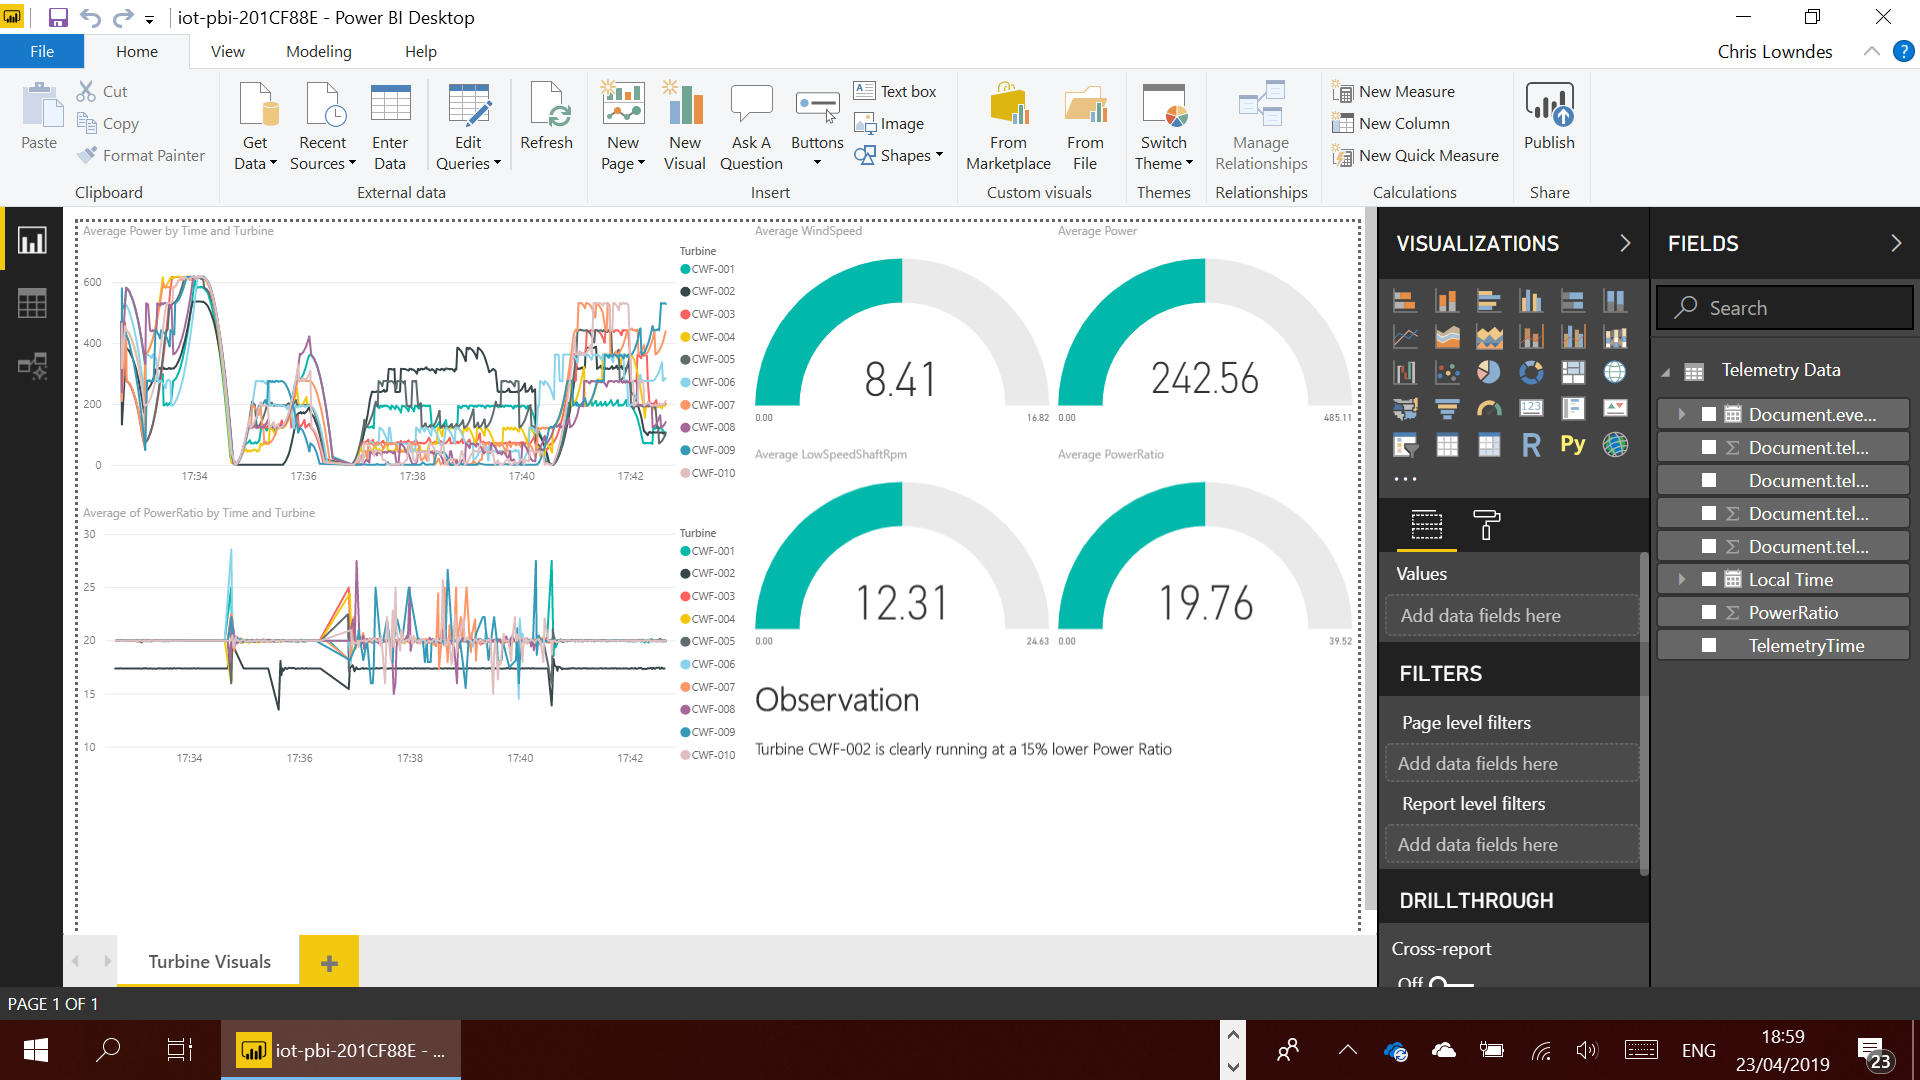 iot-pbi-201CF88E - Power BI Desktop
File Home View Modeling Help Chris Lowndes ?
Paste
Cut
Copy
Format Painter
Clipboard
Get Data
Recent Sources
Enter Data
Edit Queries
Refresh
External data
New Page
New Visual
Ask A Question
Buttons
Text box
Image
Shapes
Insert
From Marketplace
From File
Custom visuals
Switch Theme
Themes
Manage Relationships
Relationships
New Measure
New Column
New Quick Measure
Calculations
Publish
Share
Average Power by Time and Turbine
600
400
200
0
17:34 17:36 17:38 17:40 17:42
Turbine
CWF-001
CWF-002
CWF-003
CWF-004
CWF-005
CWF-006
CWF-007
CWF-008
CWF-009
CWF-010
Average of PowerRatio by Time and Turbine
30
25
20
15
10
17:34 17:36 17:38 17:40 17:42
Turbine
CWF-001
CWF-002
CWF-003
CWF-004
CWF-005
CWF-006
CWF-007
CWF-008
CWF-009
CWF-010
Average WindSpeed
8.41
0.00 16.82
Average Power
242.56
0.00 485.11
Average LowSpeedShaftRpm
12.31
0.00 24.63
Average PowerRatio
19.76
0.00 39.52
Observation
Turbine CWF-002 is clearly running at a 15% lower Power Ratio
VISUALIZATIONS
123
R
Py
...
Values
Add data fields here
FILTERS
Page level filters
Add data fields here
Report level filters
Add data fields here
DRILLTHROUGH
Cross-report
Off
FIELDS
Search
Telemetry Data
Document.eve...
Σ Document.tel...
Document.tel...
Σ Document.tel...
Σ Document.tel...
Local Time
Σ PowerRatio
TelemetryTime
Turbine Visuals +
PAGE 1 OF 1
iot-pbi-201CF88E - ...
ENG
18:59
23/04/2019
23